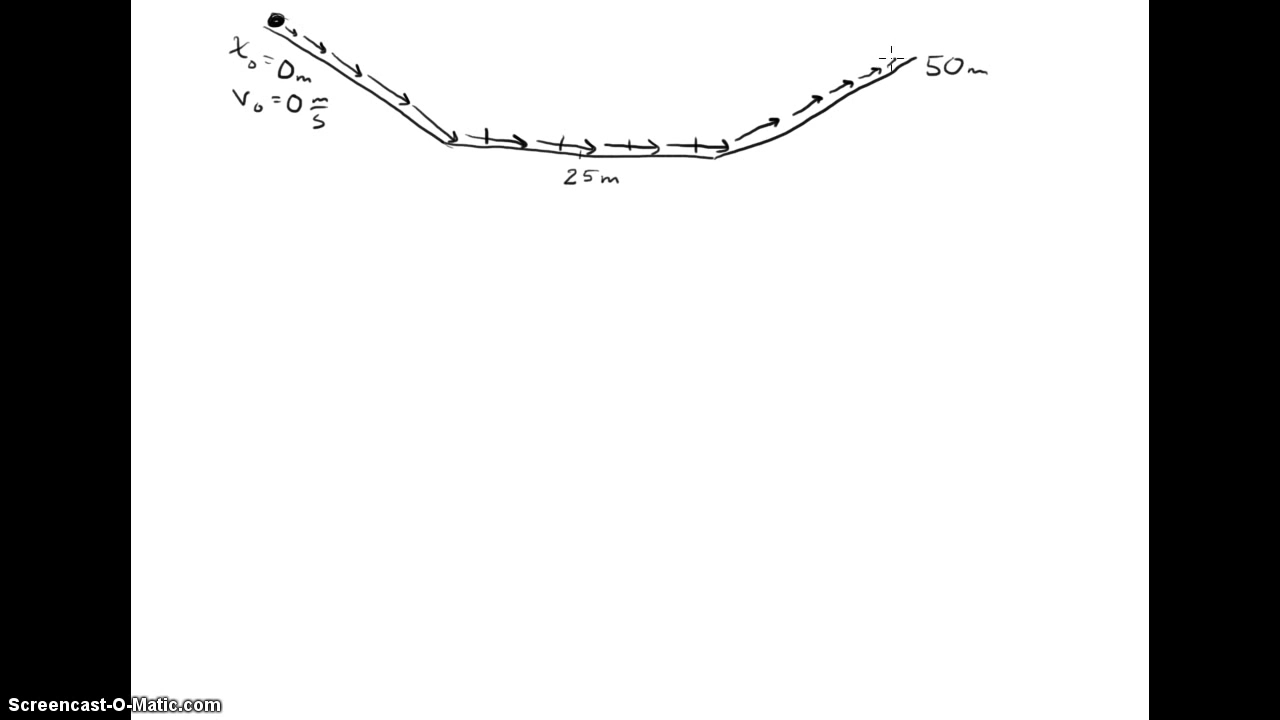 x₀ = 0m
v₀ = 0 m/s
25m
50m
Screencast-O-Matic.com